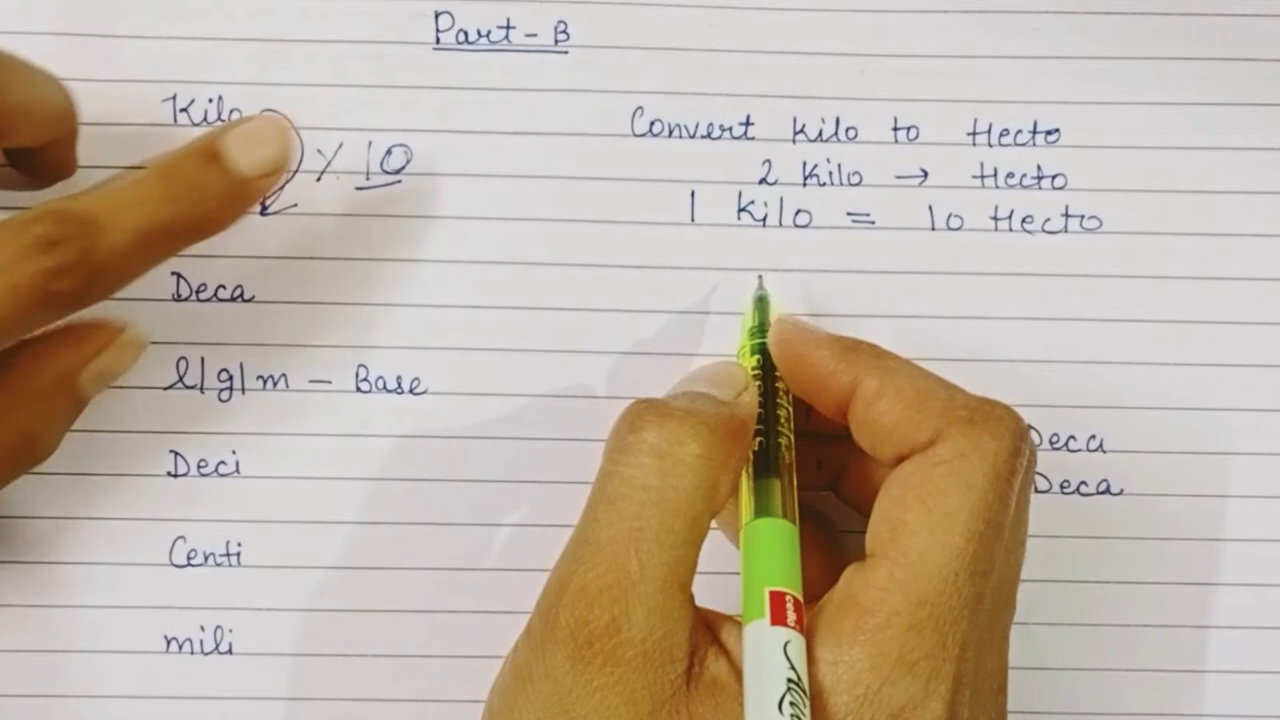 Part - B
Kilo
x 10
Convert kilo to Hecto
2 Kilo → Hecto
1 Kilo = 10 Hecto
Deca
l/g/m - Base
Deci
Deca
Deca
Centi
mili
cello